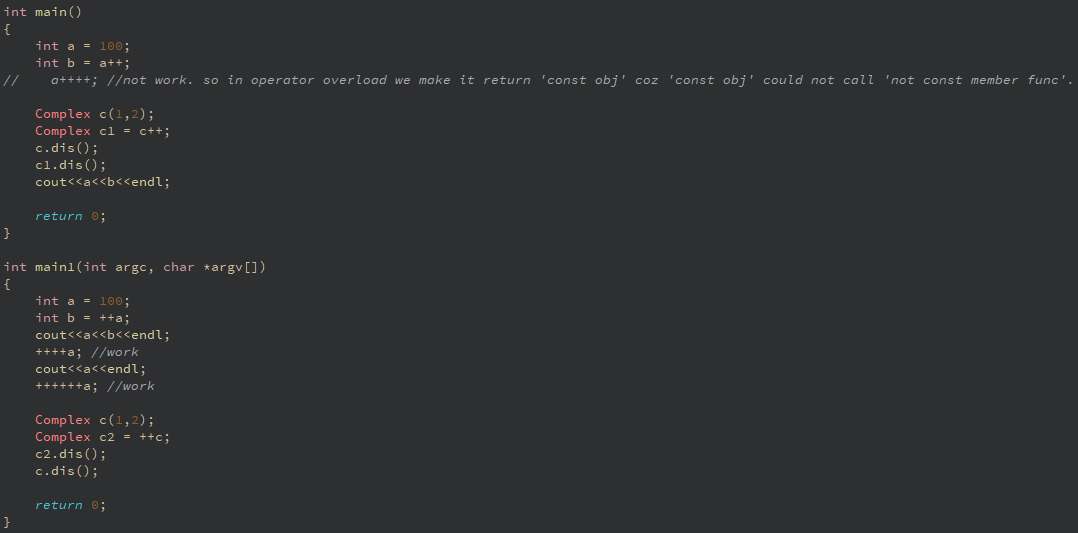 int main()
{
    int a = 100;
    int b = a++;
//    a++++; //not work. so in operator overload we make it return 'const obj' coz 'const obj' could not call 'not const member func'.
    Complex c(1,2);
    Complex c1 = c++;
    c.dis();
    c1.dis();
    cout<<a<<b<<endl;
    return 0;
}
int main1(int argc, char *argv[])
{
    int a = 100;
    int b = ++a;
    cout<<a<<b<<endl;
    ++++a; //work
    cout<<a<<endl;
    ++++++a; //work
    Complex c(1,2);
    Complex c2 = ++c;
    c2.dis();
    c.dis();
    return 0;
}